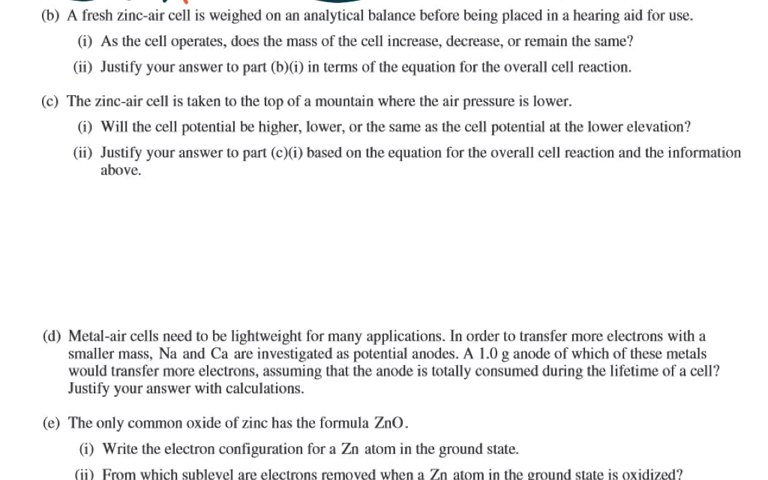 (b) A fresh zinc-air cell is weighed on an analytical balance before being placed in a hearing aid for use.
(i) As the cell operates, does the mass of the cell increase, decrease, or remain the same?
(ii) Justify your answer to part (b)(i) in terms of the equation for the overall cell reaction.
(c) The zinc-air cell is taken to the top of a mountain where the air pressure is lower.
(i) Will the cell potential be higher, lower, or the same as the cell potential at the lower elevation?
(ii) Justify your answer to part (c)(i) based on the equation for the overall cell reaction and the information
above.
(d) Metal-air cells need to be lightweight for many applications. In order to transfer more electrons with a
smaller mass, Na and Ca are investigated as potential anodes. A 1.0 g anode of which of these metals
would transfer more electrons, assuming that the anode is totally consumed during the lifetime of a cell?
Justify your answer with calculations.
(e) The only common oxide of zinc has the formula ZnO.
(i) Write the electron configuration for a Zn atom in the ground state.
(ii) From which sublevel are electrons removed when a Zn atom in the ground state is oxidized?